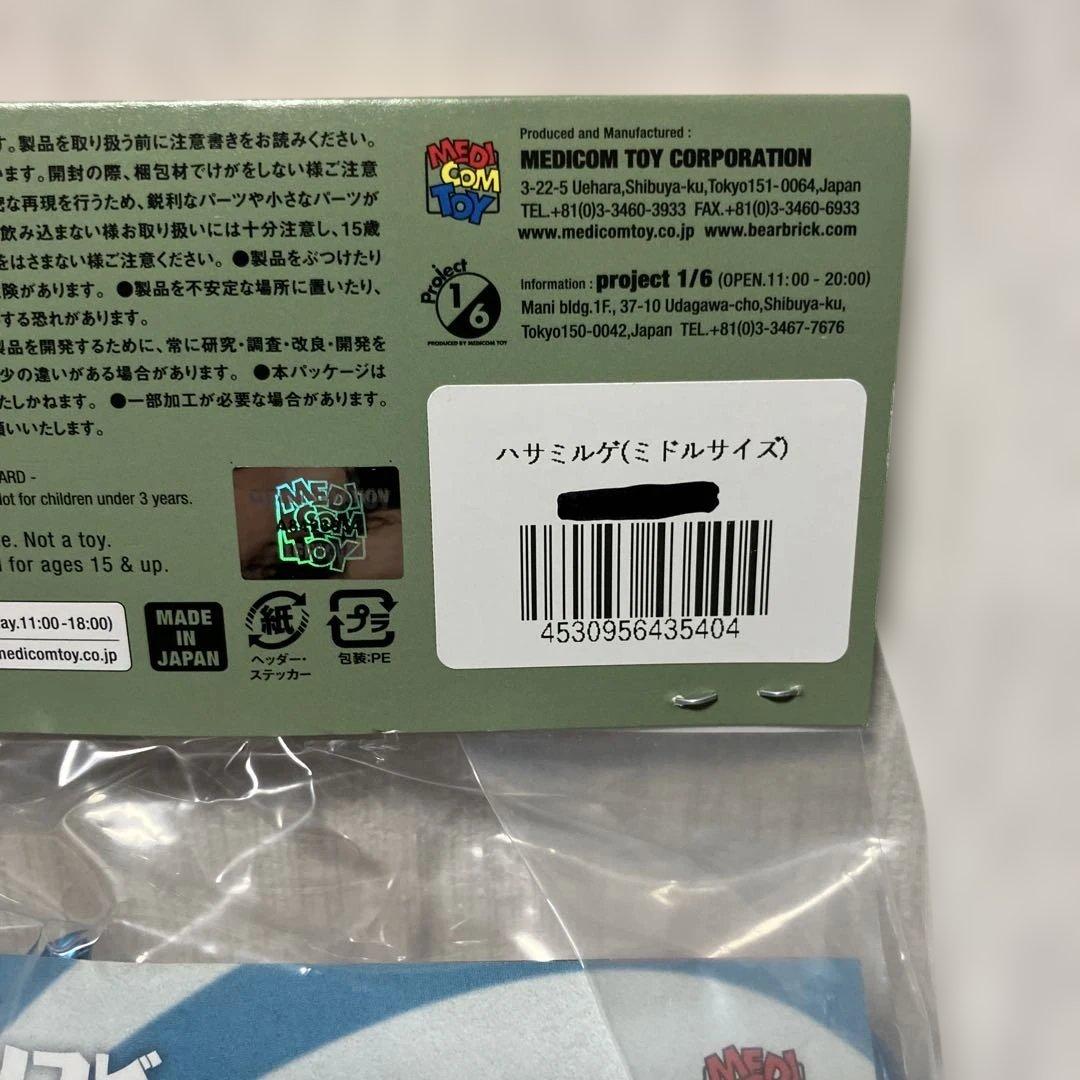 す。製品を取り扱う前に注意書きをお読みください。
います。開封の際、梱包材でけがをしない様ご注意
密な再現を行うため、鋭利なパーツや小さなパーツが
飲み込まない様お取り扱いには十分注意し、15歳
をはさまない様ご注意ください。 ●製品をぶつけたり
険があります。 ●製品を不安定な場所に置いたり、
する恐れがあります。
製品を開発するために、常に研究・調査・改良・開発を
少の違いがある場合があります。 ●本パッケージは
たしかねます。 ●一部加工が必要な場合があります。
願いいたします。
ARD -
Not for children under 3 years.
e. Not a toy.
d for ages 15 & up.
ay.11:00-18:00)
medicomtoy.co.jp
MADE
IN
JAPAN
紙
ヘッダー・
ステッカー
プラ
包装:PE
MEDI
COM
TOY
MEDI
COM
TOY
Produced and Manufactured :
MEDICOM TOY CORPORATION
3-22-5 Uehara,Shibuya-ku,Tokyo151-0064,Japan
TEL.+81(0)3-3460-3933 FAX.+81(0)3-3460-6933
www.medicomtoy.co.jp www.bearbrick.com
Project
1/6
PRODUCED BY MEDICOM TOY
Information : project 1/6 (OPEN.11:00 - 20:00)
Mani bldg.1F., 37-10 Udagawa-cho,Shibuya-ku,
Tokyo150-0042,Japan TEL.+81(0)3-3467-7676
ハサミルゲ(ミドルサイズ)
4530956435404
MEDI